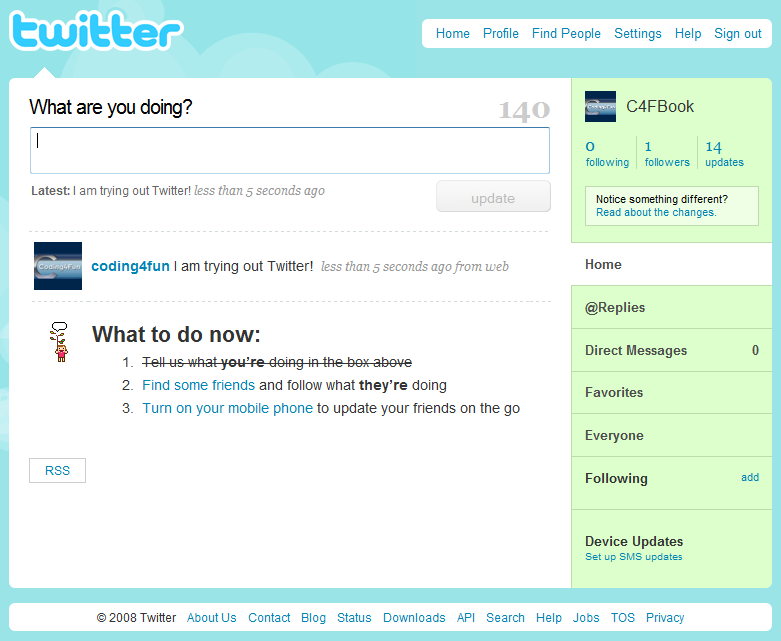 twitter
Home Profile Find People Settings Help Sign out
What are you doing?
140
Latest: I am trying out Twitter! less than 5 seconds ago
update
Coding4Fun
coding4fun I am trying out Twitter! less than 5 seconds ago from web
What to do now:
1. Tell us what you're doing in the box above
2. Find some friends and follow what they're doing
3. Turn on your mobile phone to update your friends on the go
RSS
C4FBook
0 1 14
following followers updates
Notice something different?
Read about the changes.
Home
@Replies
Direct Messages 0
Favorites
Everyone
Following add
Device Updates
Set up SMS updates
© 2008 Twitter About Us Contact Blog Status Downloads API Search Help Jobs TOS Privacy